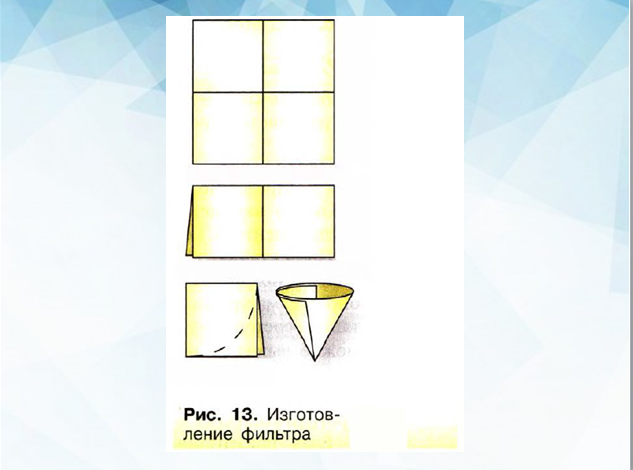 Рис. 13. Изготов-
ление фильтра